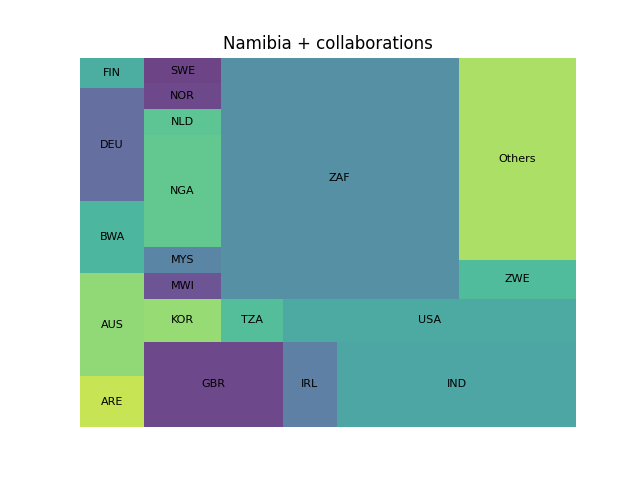 Namibia + collaborations
FIN
DEU
BWA
AUS
ARE
SWE
NOR
NLD
NGA
MYS
MWI
KOR
GBR
ZAF
TZA
IRL
USA
IND
Others
ZWE